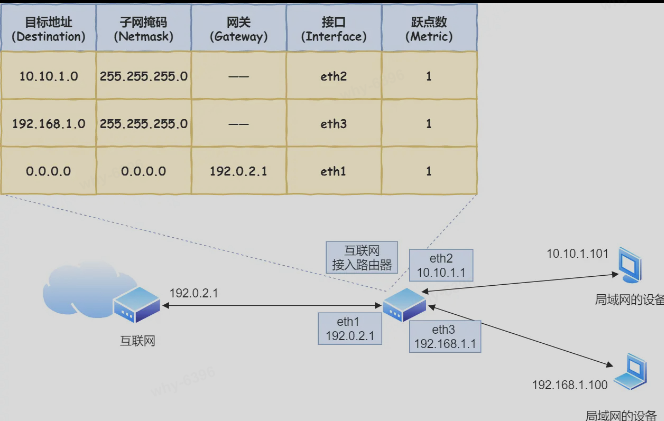 目标地址 子网掩码 网关 接口 跃点数
(Destination) (Netmask) (Gateway) (Interface) (Metric)
10.10.1.0 255.255.255.0 —— eth2 1
192.168.1.0 255.255.255.0 —— eth3 1
0.0.0.0 0.0.0.0 192.0.2.1 eth1 1
互联网
接入路由器
eth2
10.10.1.1
10.10.1.101
局域网的设备
192.0.2.1
互联网
eth1
192.0.2.1
eth3
192.168.1.1
192.168.1.100
局域网的设备